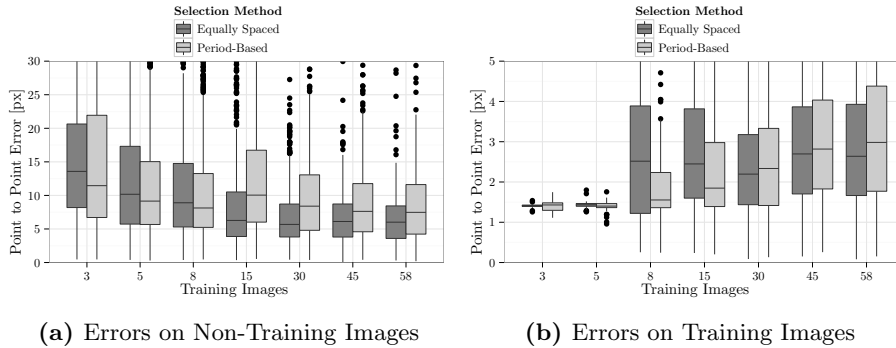 Selection Method
Equally Spaced
Period-Based
Point to Point Error [px]
30
25
20
15
10
5
0
3 5 8 15 30 45 58
Training Images
(a) Errors on Non-Training Images
Selection Method
Equally Spaced
Period-Based
Point to Point Error [px]
5
4
3
2
1
0
3 5 8 15 30 45 58
Training Images
(b) Errors on Training Images